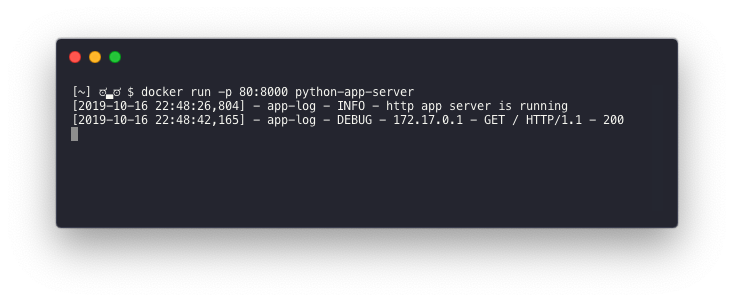 [~] ಠ_ಠ $ docker run -p 80:8000 python-app-server
[2019-10-16 22:48:26,804] - app-log - INFO - http app server is running
[2019-10-16 22:48:42,165] - app-log - DEBUG - 172.17.0.1 - GET / HTTP/1.1 - 200